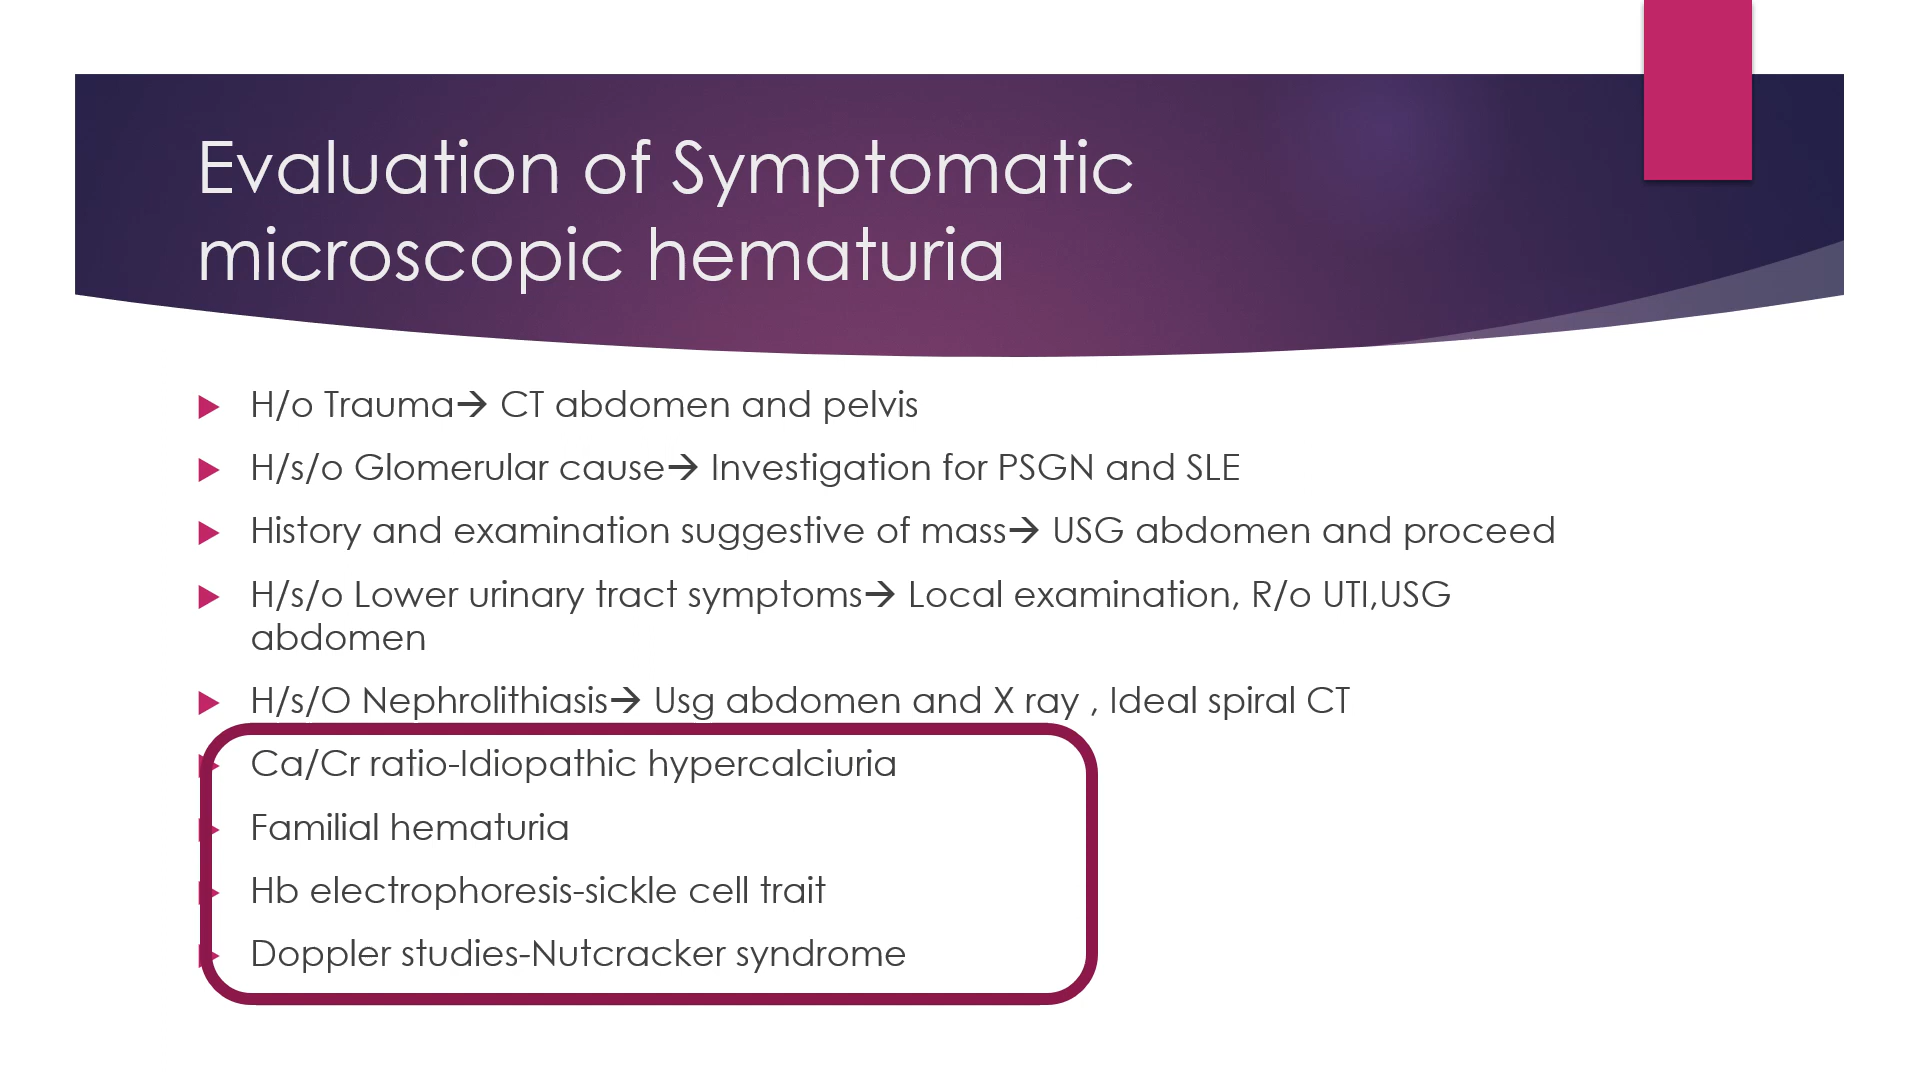 Evaluation of Symptomatic
microscopic hematuria
H/o Trauma→ CT abdomen and pelvis
H/s/o Glomerular cause→ Investigation for PSGN and SLE
History and examination suggestive of mass→ USG abdomen and proceed
H/s/o Lower urinary tract symptoms→ Local examination, R/o UTI,USG
abdomen
H/s/O Nephrolithiasis→ Usg abdomen and X ray , Ideal spiral CT
Ca/Cr ratio-Idiopathic hypercalciuria
Familial hematuria
Hb electrophoresis-sickle cell trait
Doppler studies-Nutcracker syndrome